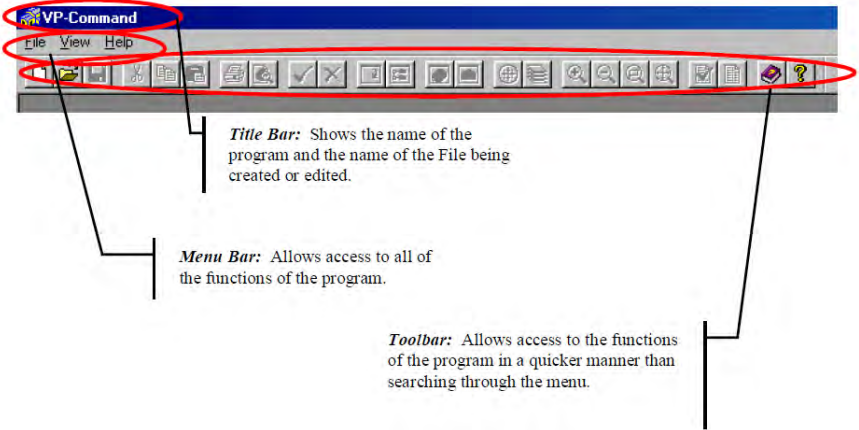 VP-Command
File View Help
Title Bar: Shows the name of the
program and the name of the File being
created or edited.
Menu Bar: Allows access to all of
the functions of the program.
Toolbar: Allows access to the functions
of the program in a quicker manner than
searching through the menu.